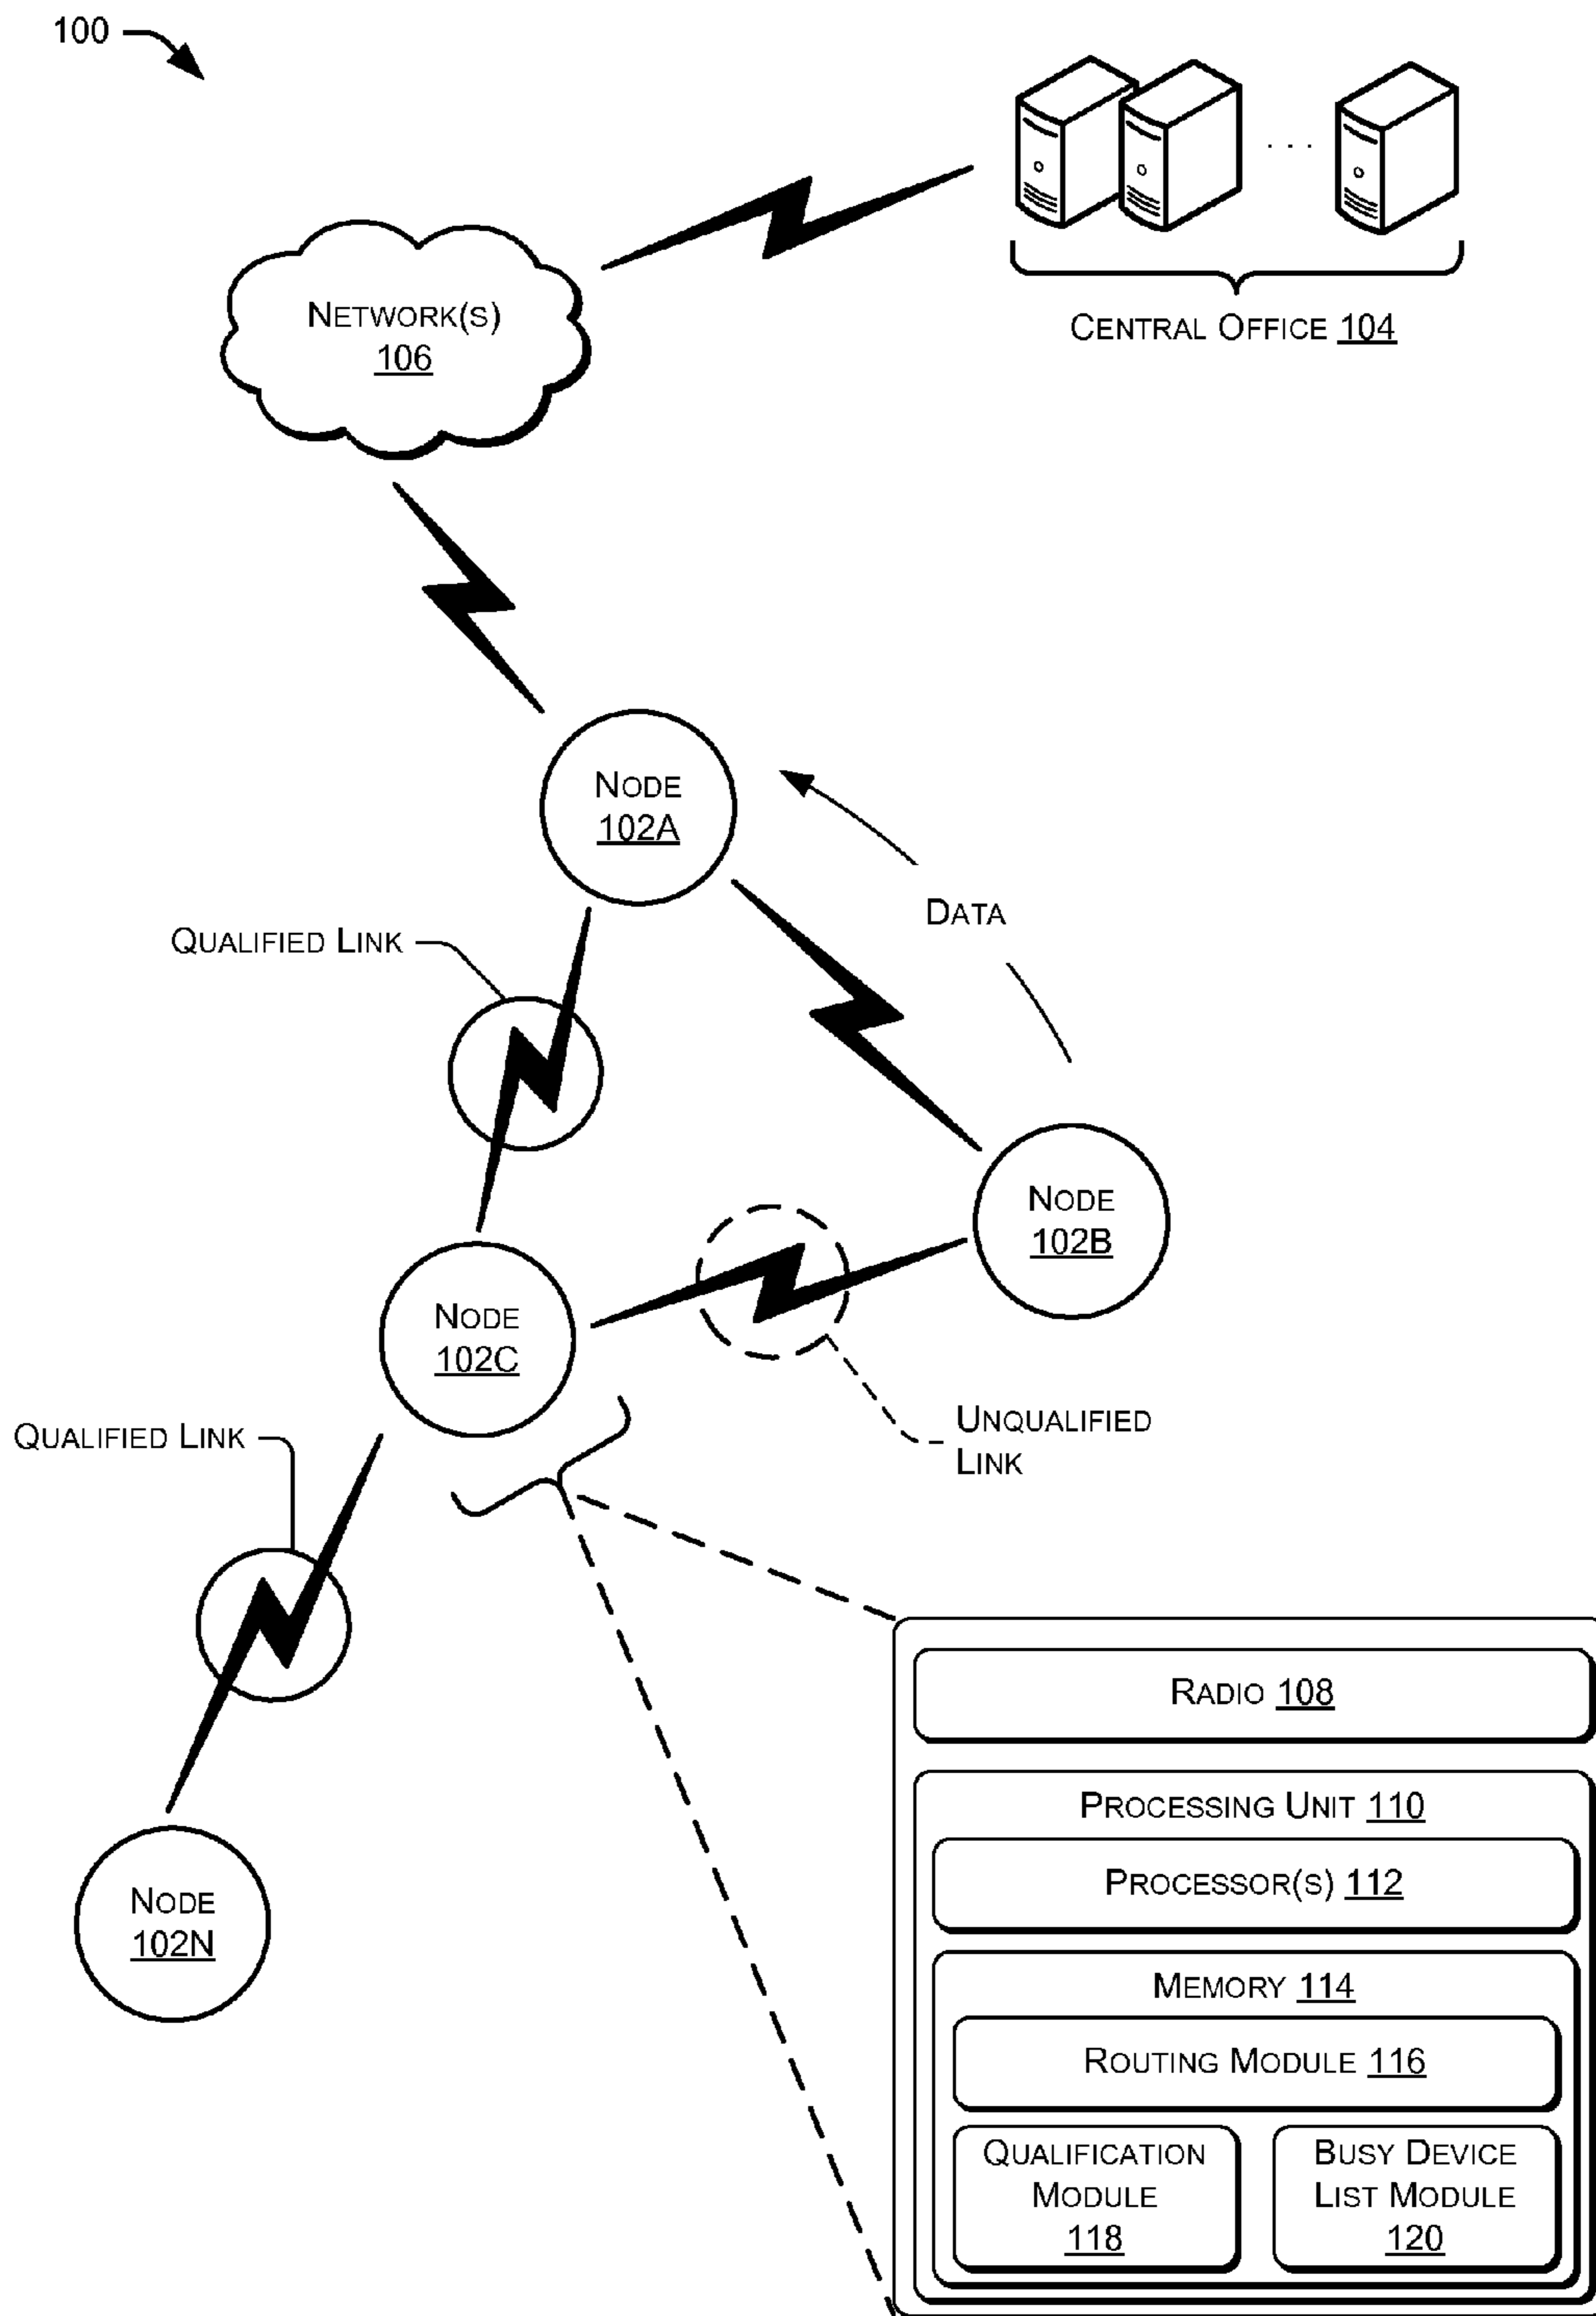 100
· · ·
NETWORK(S)
106
CENTRAL OFFICE 104
NODE
102A
DATA
QUALIFIED LINK
NODE
102B
NODE
102C
UNQUALIFIED
LINK
QUALIFIED LINK
RADIO 108
PROCESSING UNIT 110
PROCESSOR(S) 112
NODE
102N
MEMORY 114
ROUTING MODULE 116
QUALIFICATION
MODULE
118
BUSY DEVICE
LIST MODULE
120